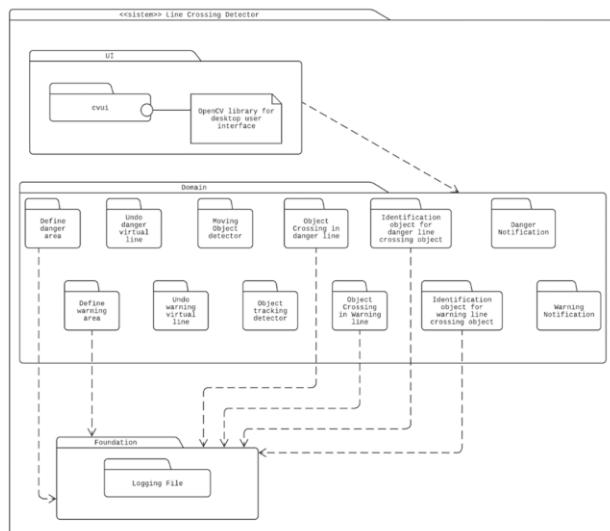 <<sistem>> Line Crossing Detector
UI
cvui
OpenCV library for
desktop user
interface
Domain
Define
danger
area
Undo
danger
virtual
line
Moving
Object
detector
Object
Crossing in
danger line
Identification
object for
danger line
crossing object
Danger
Notification
Define
warning
area
Undo
warning
virtual
line
Object
tracking
detector
Object
Crossing
in Warning
line
Identification
object for
warning line
crossing object
Warning
Notification
Foundation
Logging File